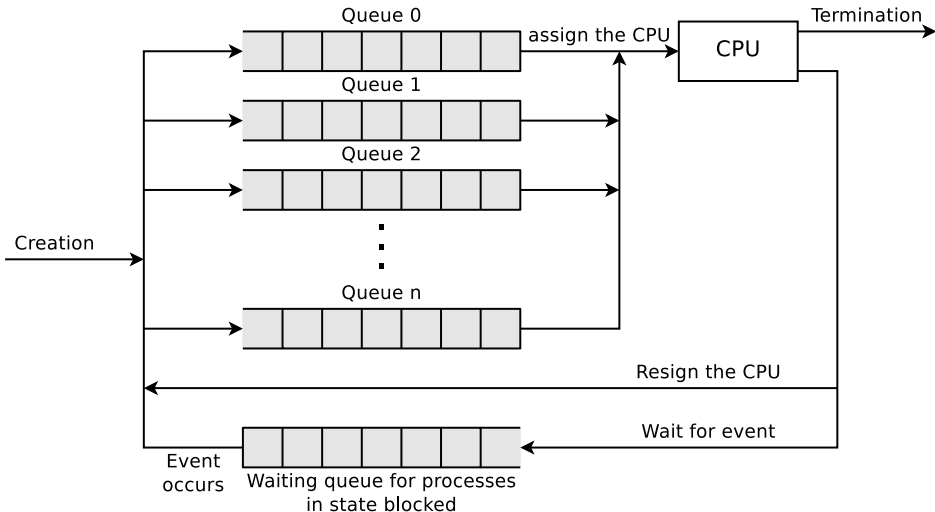 Queue 0
Termination
assign the CPU
CPU
Queue 1
Queue 2
Creation
Queue n
Resign the CPU
Wait for event
Event
occurs
Waiting queue for processes
in state blocked